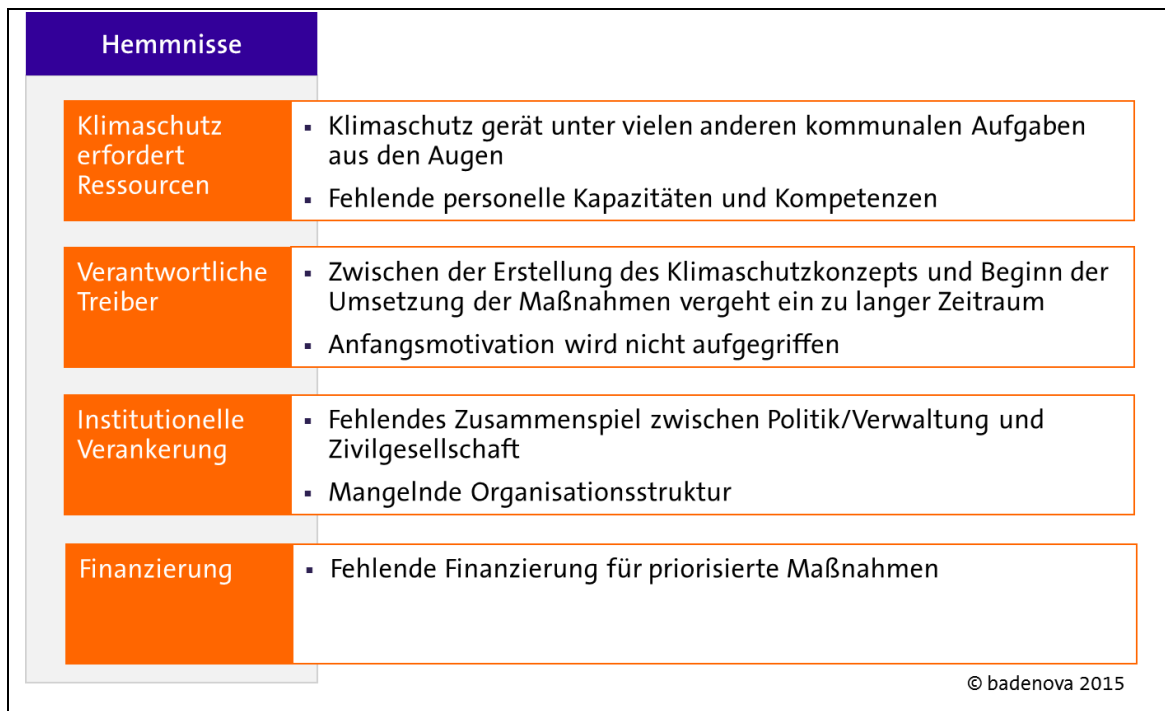 Hemmnisse
Klimaschutz
erfordert
Ressourcen
▪ Klimaschutz gerät unter vielen anderen kommunalen Aufgaben
aus den Augen
▪ Fehlende personelle Kapazitäten und Kompetenzen
Verantwortliche
Treiber
▪ Zwischen der Erstellung des Klimaschutzkonzepts und Beginn der
Umsetzung der Maßnahmen vergeht ein zu langer Zeitraum
▪ Anfangsmotivation wird nicht aufgegriffen
Institutionelle
Verankerung
▪ Fehlendes Zusammenspiel zwischen Politik/Verwaltung und
Zivilgesellschaft
▪ Mangelnde Organisationsstruktur
Finanzierung
▪ Fehlende Finanzierung für priorisierte Maßnahmen
© badenova 2015